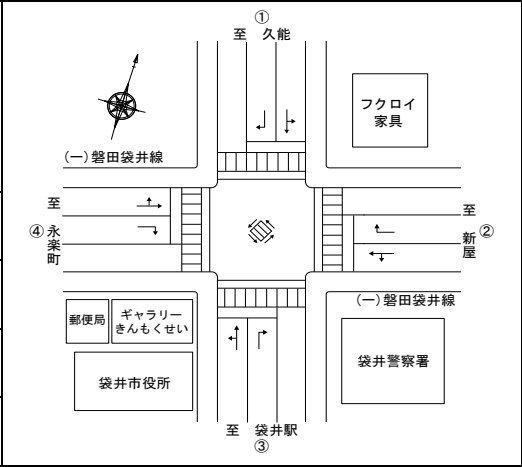 ①
至 久能
フクロイ
家具
(一)磐田袋井線
至
④ 永楽町
至
新屋 ②
(一)磐田袋井線
郵便局
ギャラリー
きんもくせい
袋井市役所
袋井警察署
至 袋井駅
③